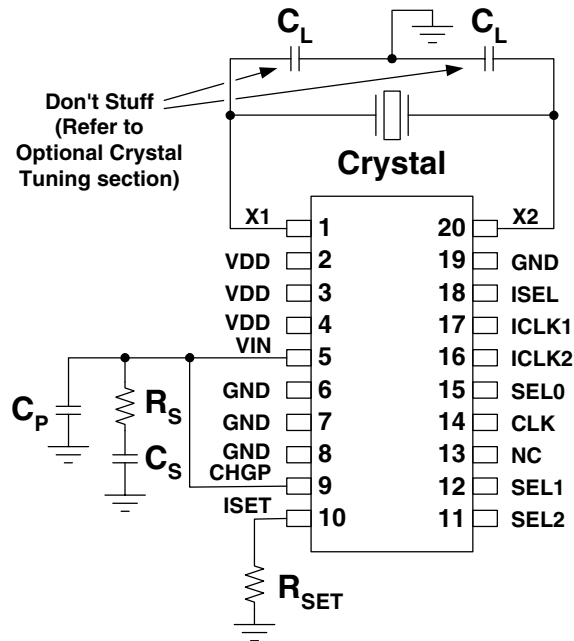 CL CL
Don't Stuff
(Refer to
Optional Crystal
Tuning section)
Crystal
X1 1 20 X2
VDD 2 19 GND
VDD 3 18 ISEL
VDD 4 17 ICLK1
VIN 5 16 ICLK2
GND 6 15 SEL0
GND 7 14 CLK
GND 8 13 NC
CHGP 9 12 SEL1
ISET 10 11 SEL2
CP RS
CS
RSET